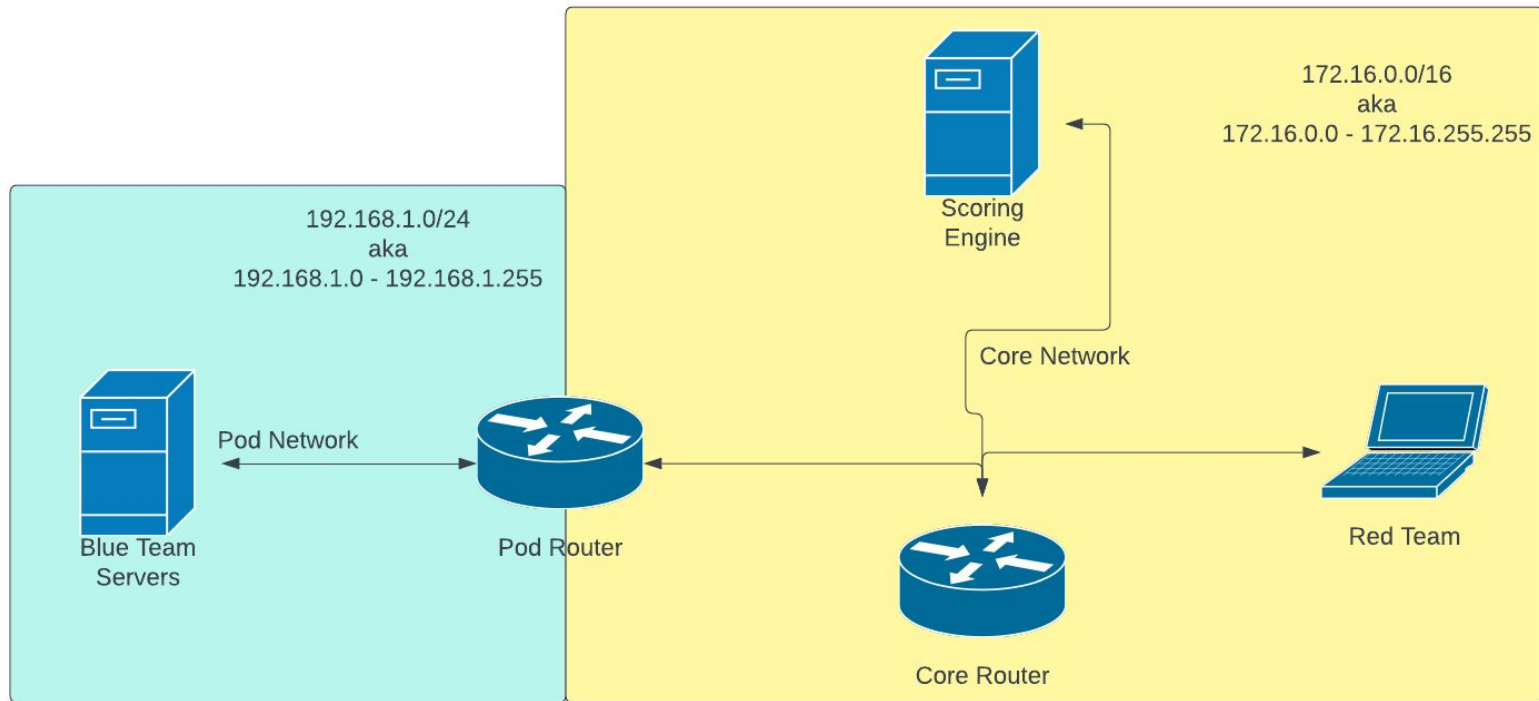 172.16.0.0/16
aka
172.16.0.0 - 172.16.255.255
Scoring
Engine
192.168.1.0/24
aka
192.168.1.0 - 192.168.1.255
Core Network
Pod Network
Blue Team
Servers
Pod Router
Red Team
Core Router